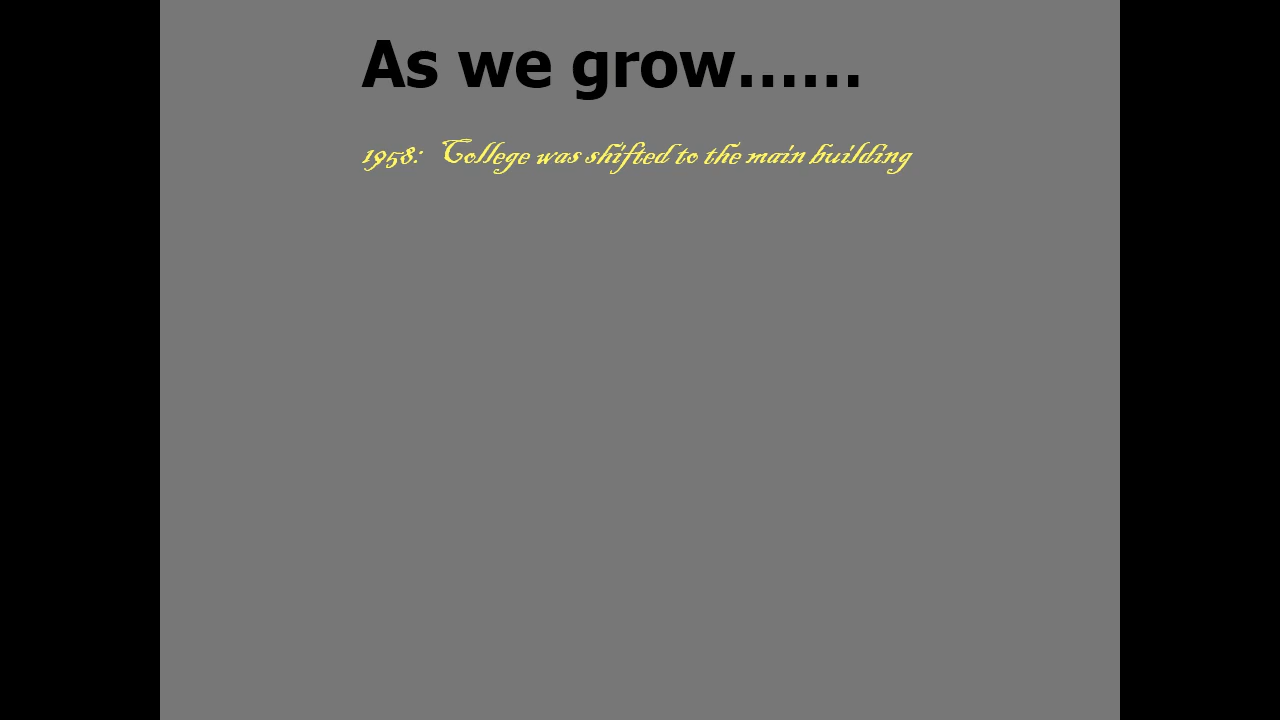 As we grow......
1958: College was shifted to the main building